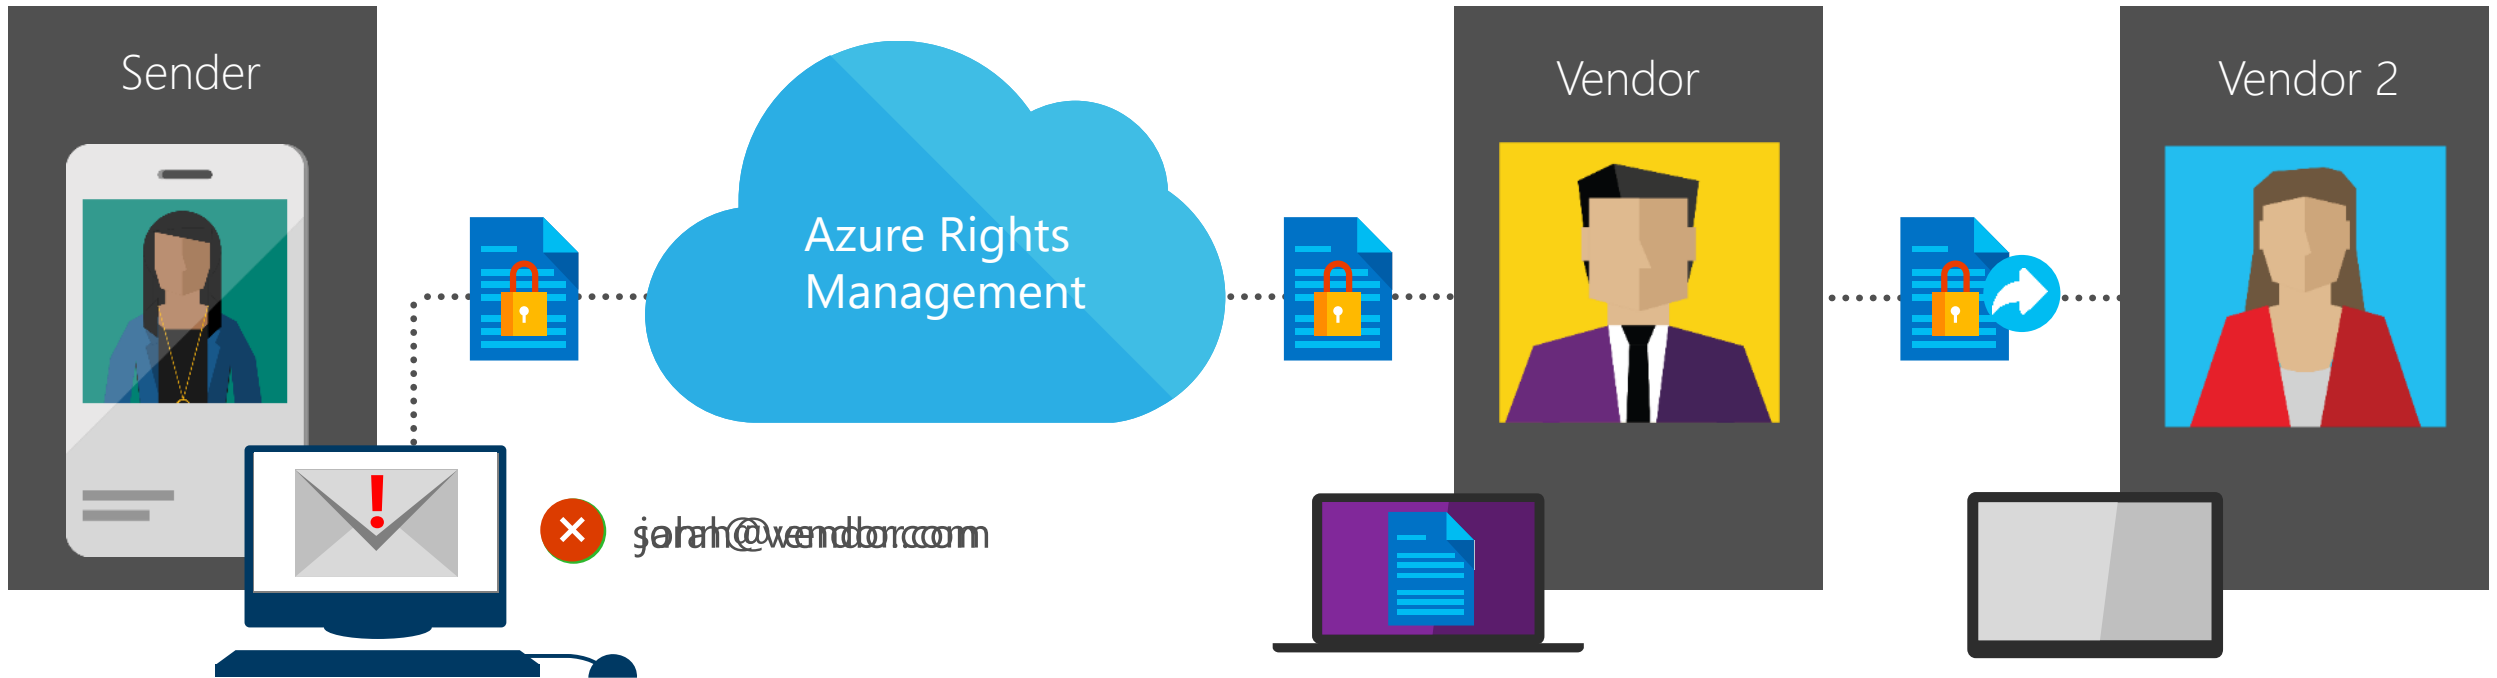 Sender
Vendor
Vendor 2
Azure Rights
Management